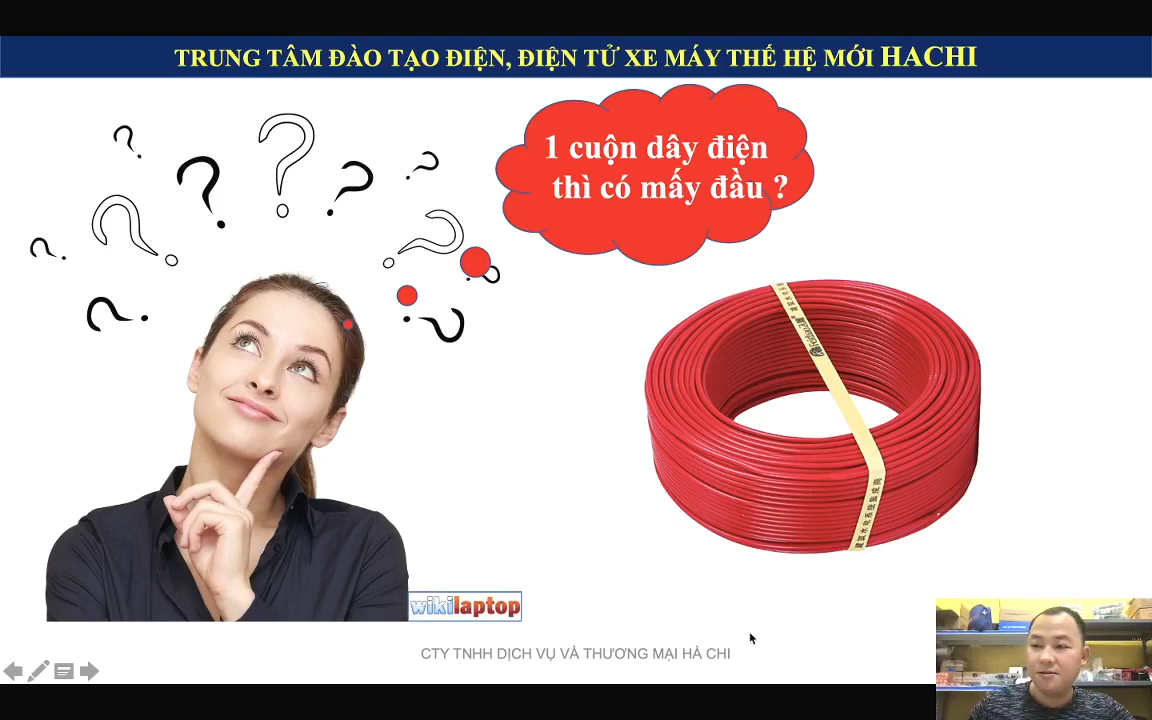 TRUNG TÂM ĐÀO TẠO ĐIỆN, ĐIỆN TỬ XE MÁY THẾ HỆ MỚI HACHI
1 cuộn dây điện
thì có mấy đầu ?
wikilaptop
CTY TNHH DỊCH VỤ VÀ THƯƠNG MẠI HÀ CHI